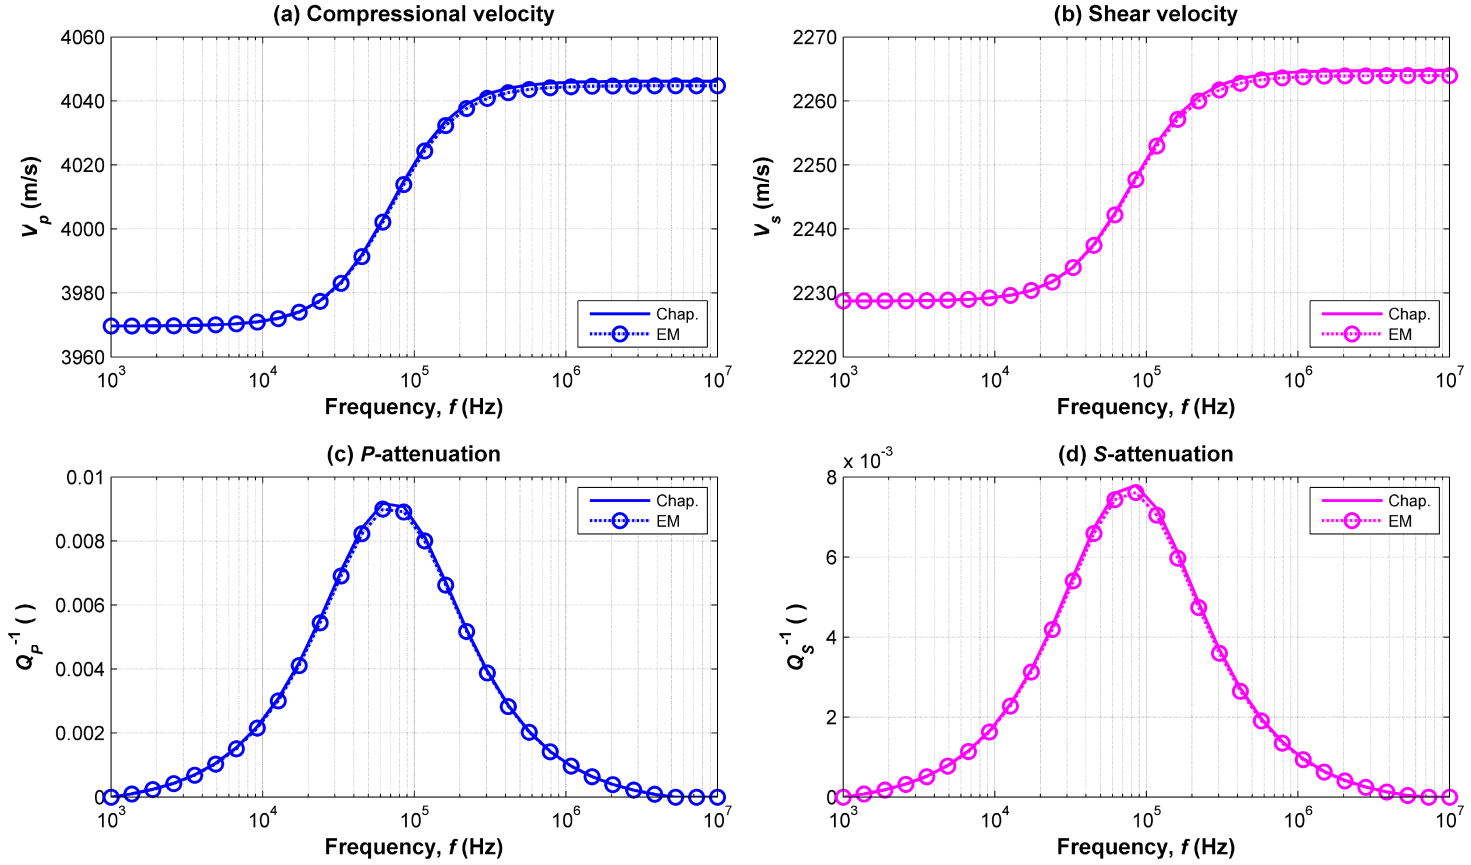 (a) Compressional velocity
4060
4040
4020
4000
3980
3960
V_p (m/s)
10^3
10^4
10^5
10^6
10^7
Frequency, f (Hz)
Chap.
EM
(b) Shear velocity
2270
2260
2250
2240
2230
2220
V_s (m/s)
10^3
10^4
10^5
10^6
10^7
Frequency, f (Hz)
Chap.
EM
(c) P-attenuation
0.01
0.008
0.006
0.004
0.002
0
Q_P^-1 ( )
10^3
10^4
10^5
10^6
10^7
Frequency, f (Hz)
Chap.
EM
(d) S-attenuation
x 10^-3
8
6
4
2
0
Q_S^-1 ( )
10^3
10^4
10^5
10^6
10^7
Frequency, f (Hz)
Chap.
EM